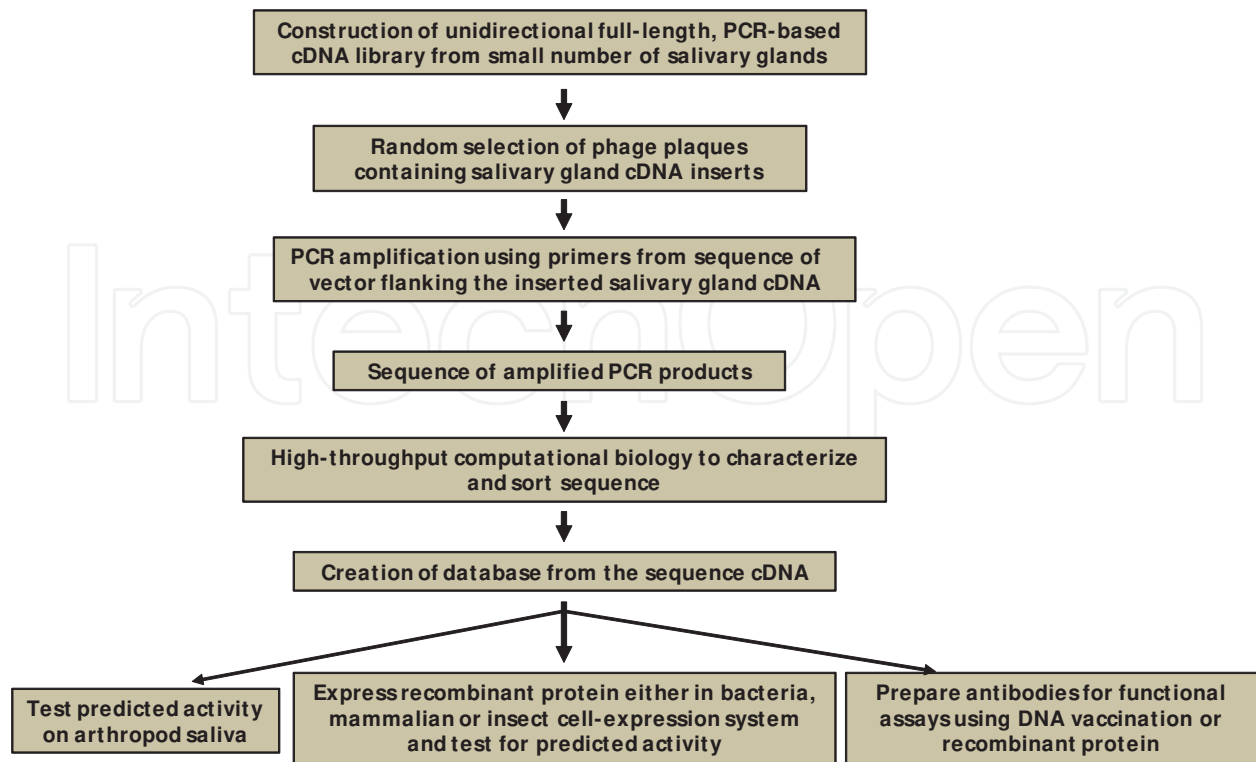 Construction of unidirectional full-length, PCR-based
cDNA library from small number of salivary glands
Random selection of phage plaques
containing salivary gland cDNA inserts
PCR amplification using primers from sequence of
vector flanking the inserted salivary gland cDNA
IntechOpen
Sequence of amplified PCR products
High-throughput computational biology to characterize
and sort sequence
Creation of database from the sequence cDNA
Test predicted activity
on arthropod saliva
Express recombinant protein either in bacteria,
mammalian or insect cell-expression system
and test for predicted activity
Prepare antibodies for functional
assays using DNA vaccination or
recombinant protein